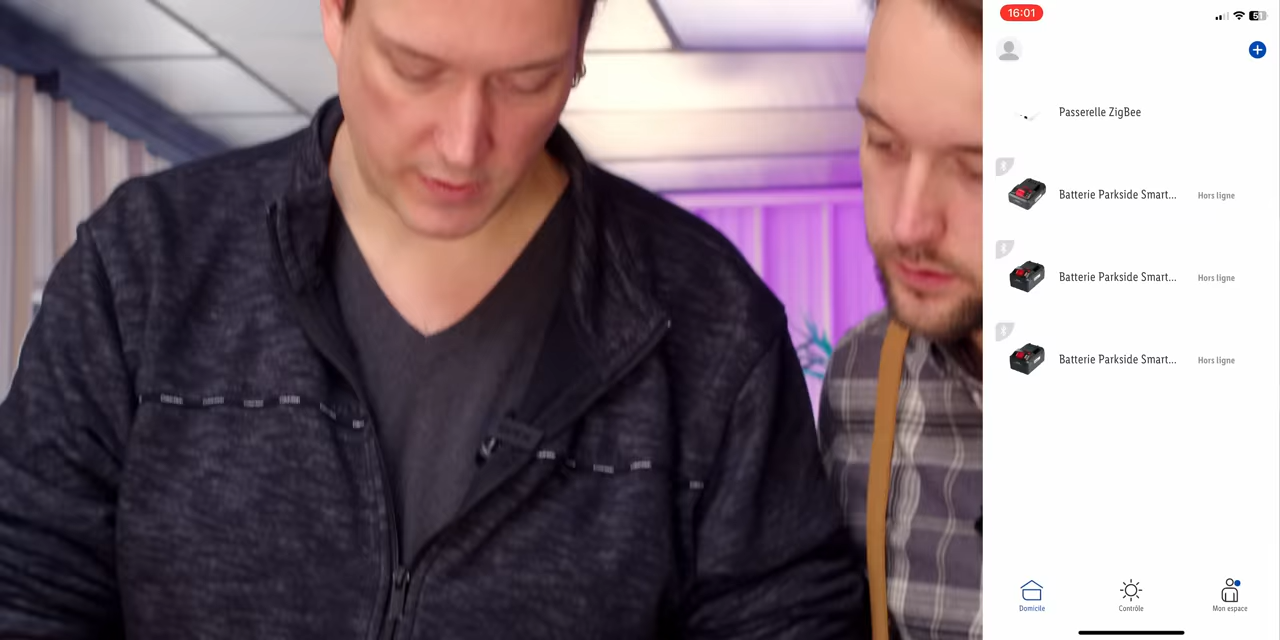 16:01
Passerelle ZigBee
Batterie Parkside Smart... Hors ligne
Batterie Parkside Smart... Hors ligne
Batterie Parkside Smart... Hors ligne
Domicile Contrôle Mon espace